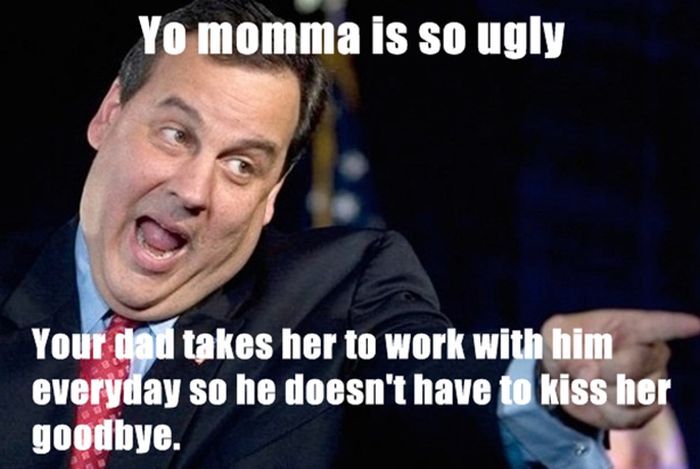 Yo momma is so ugly
Your dad takes her to work with him
everyday so he doesn't have to kiss her
goodbye.